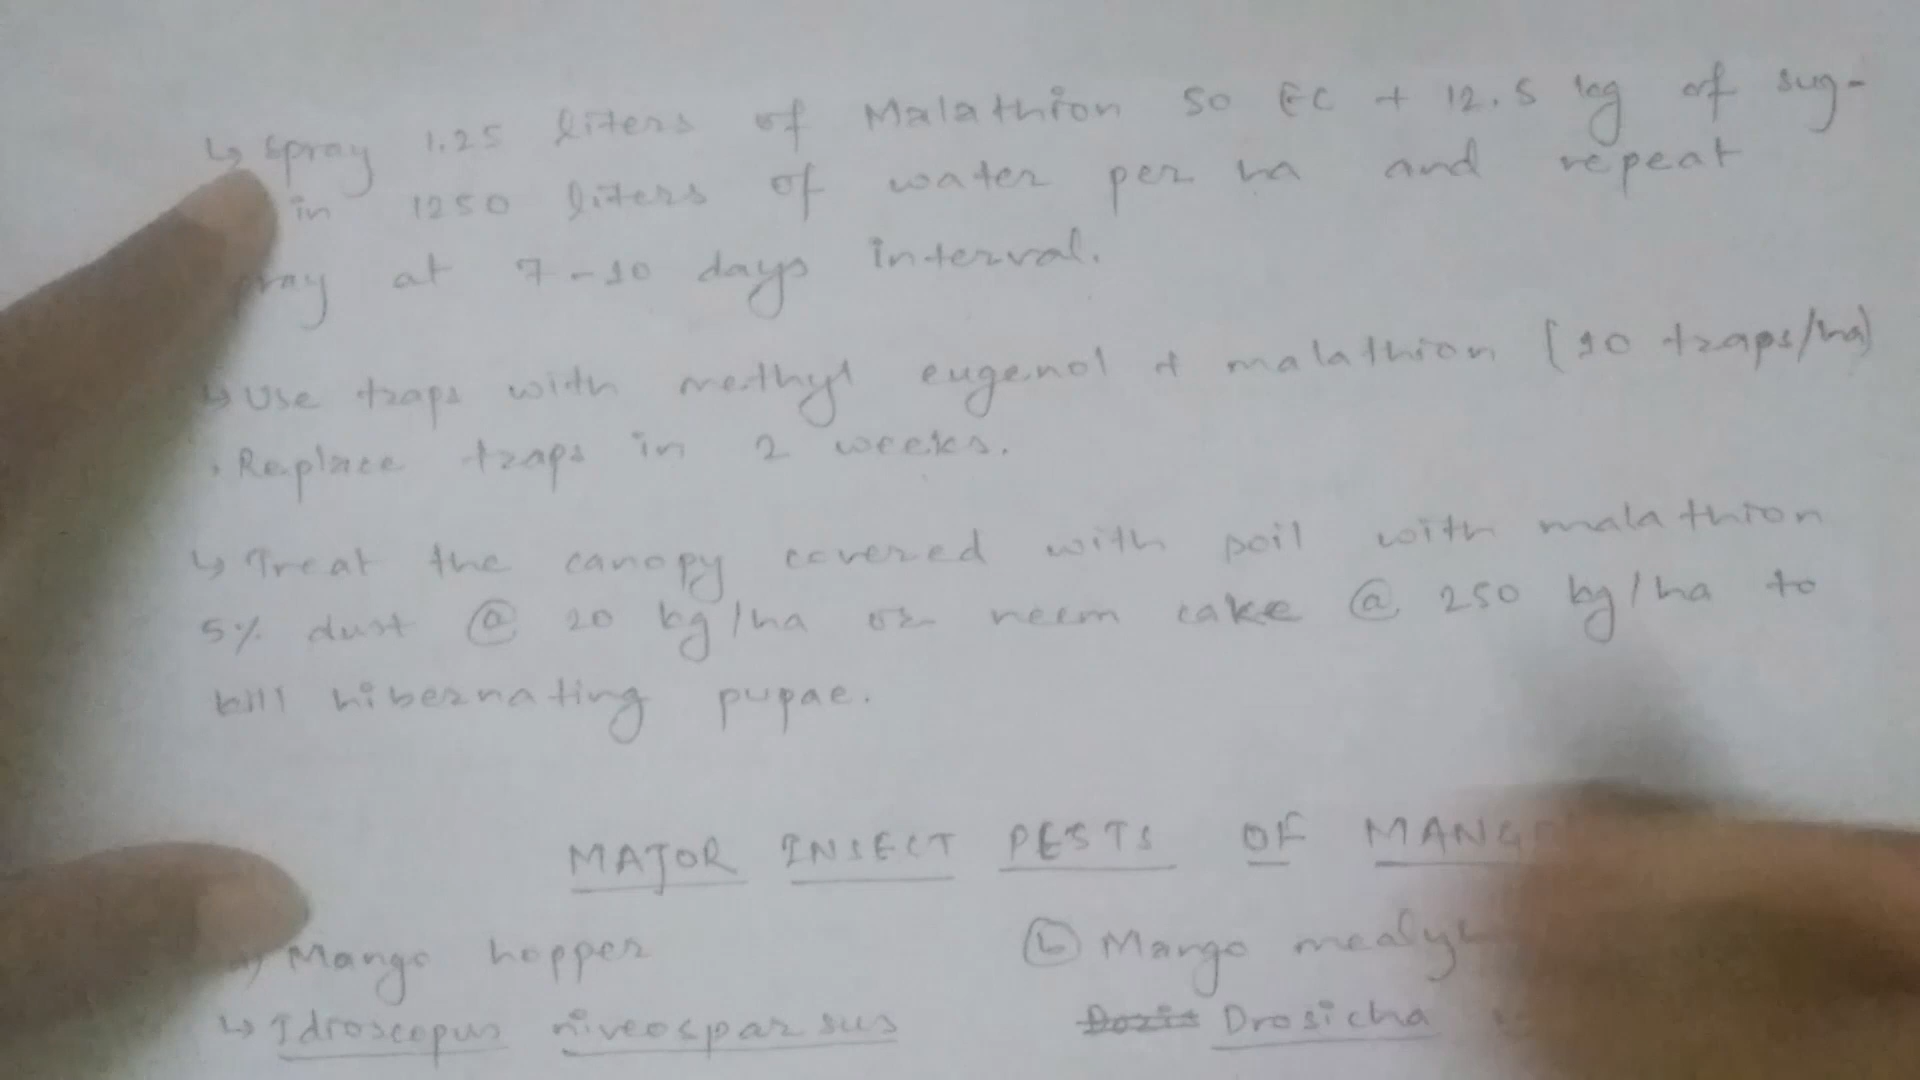 ↳ Spray 1.25 liters of Malathion 50 EC + 12.5 kg of sug-
in 1250 liters of water per ha and repeat
pray at 7-10 days interval.
↳ Use traps with methyl eugenol + malathion (10 traps/ha)
. Replace traps in 2 weeks.
↳ Treat the canopy covered with soil with malathion
5% dust @ 20 kg/ha or neem cake @ 250 kg/ha to
kill hibernating pupae.
MAJOR INSECT PESTS OF MANG
a) Mango hopper
ⓑ Mango mealy
↳ Idroscopus niveosparsus
Drosicha